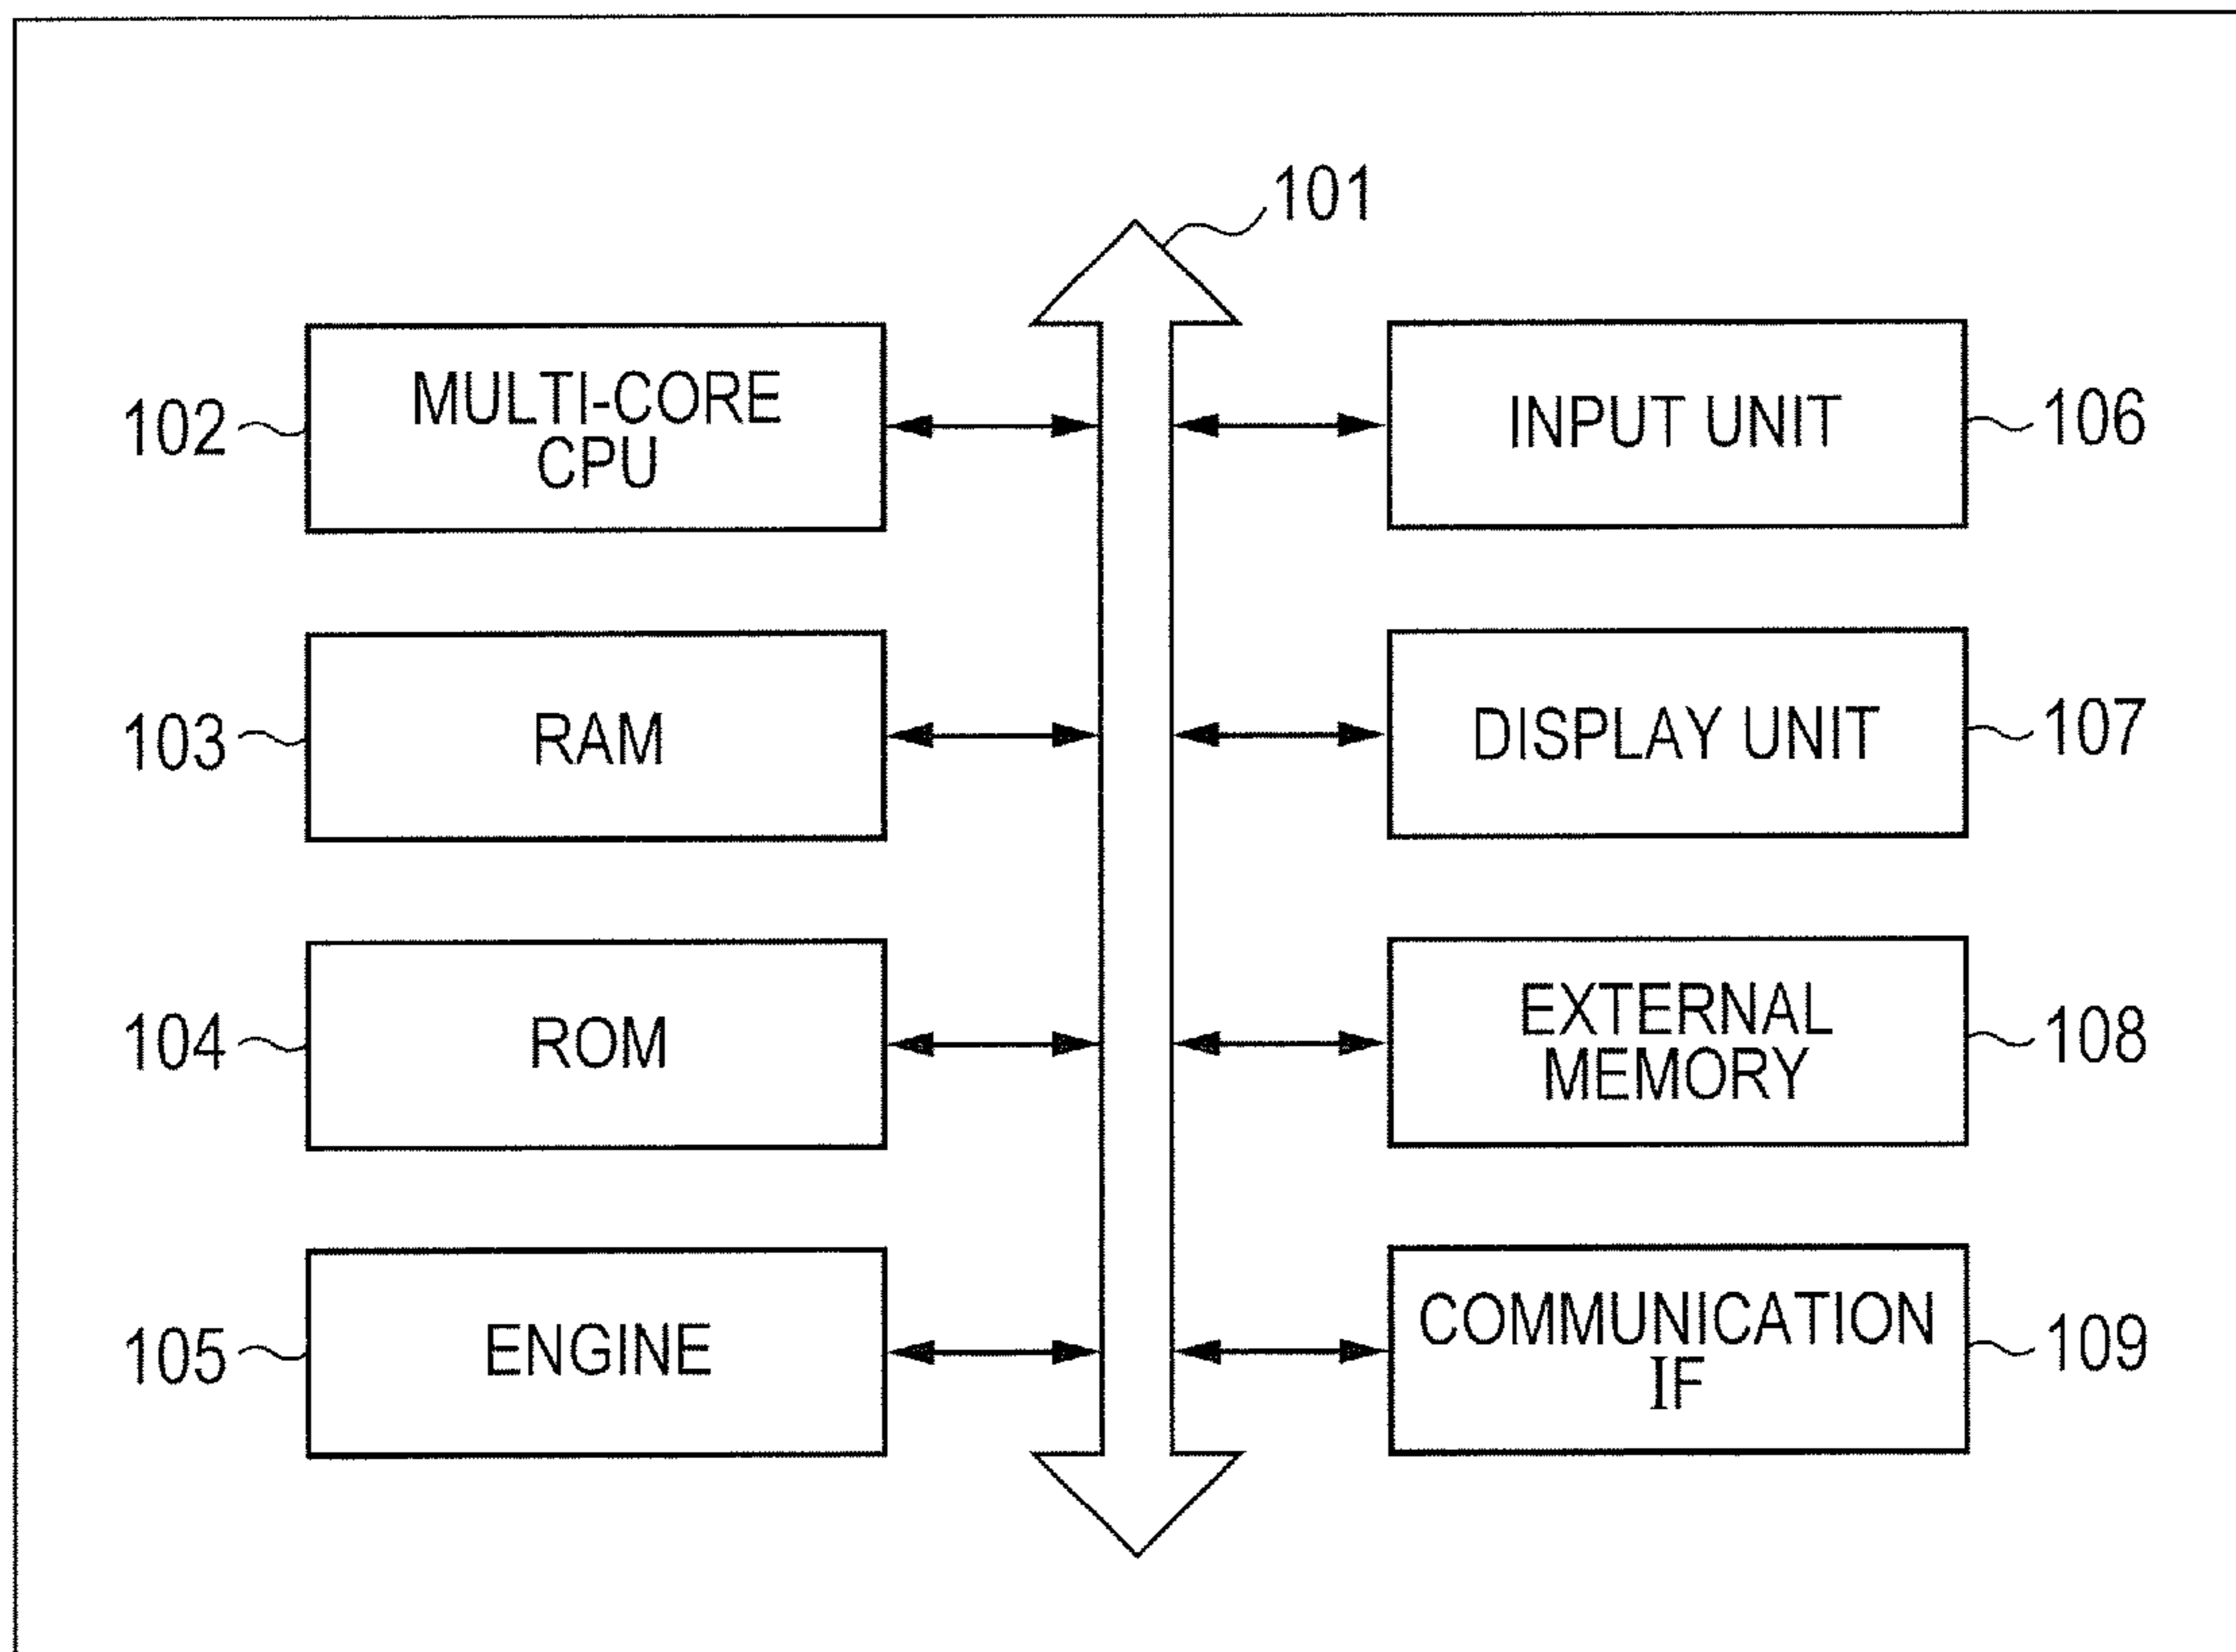 101
102
MULTI-CORE
CPU
INPUT UNIT
106
103
RAM
DISPLAY UNIT
107
104
ROM
EXTERNAL
MEMORY
108
105
ENGINE
COMMUNICATION
IF
109